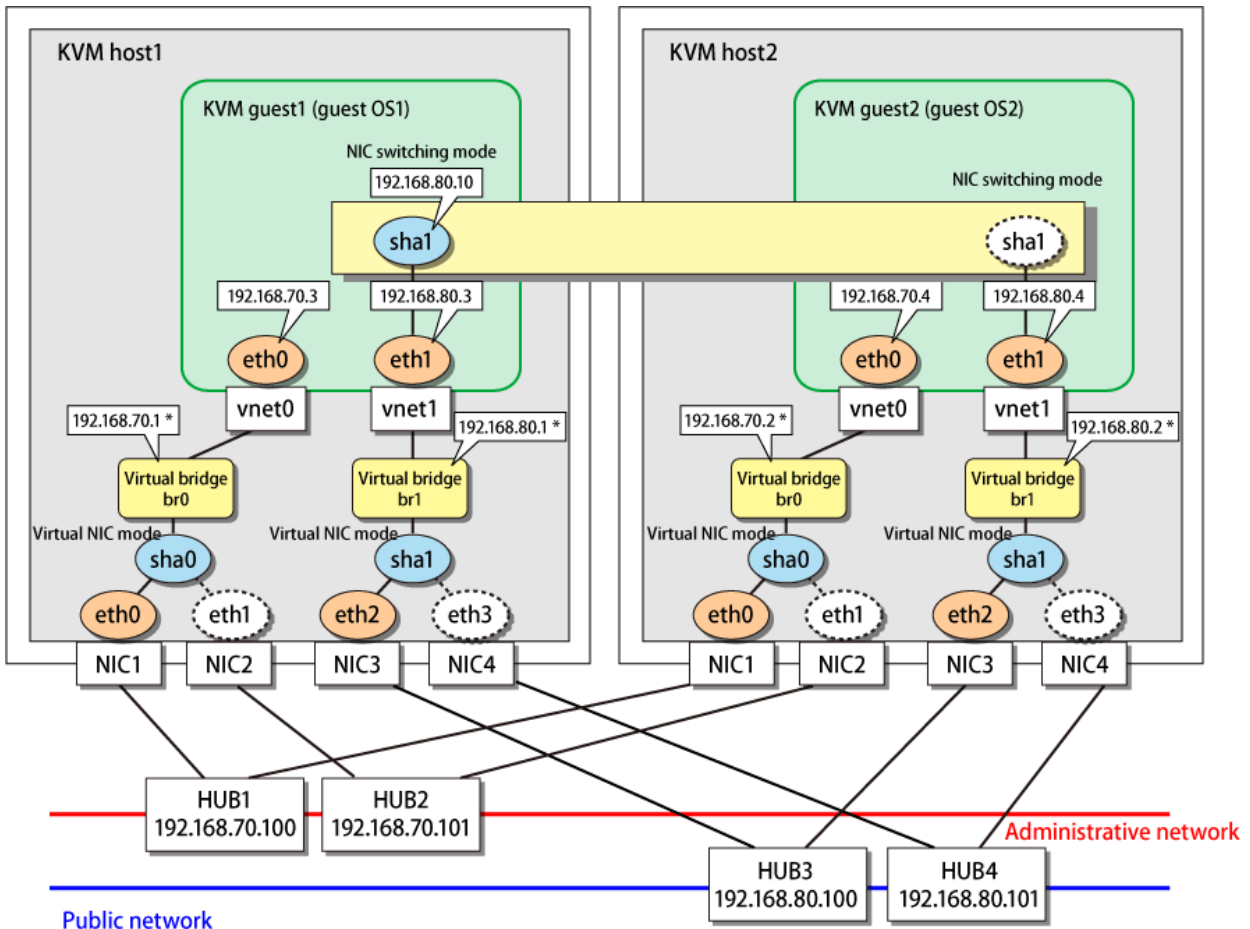 KVM host1
KVM guest1 (guest OS1)
NIC switching mode
192.168.80.10
sha1
192.168.70.3
192.168.80.3
eth0
eth1
vnet0
vnet1
192.168.70.1 *
192.168.80.1 *
Virtual bridge
br0
Virtual bridge
br1
Virtual NIC mode
Virtual NIC mode
sha0
sha1
eth0
eth1
eth2
eth3
NIC1
NIC2
NIC3
NIC4
KVM host2
KVM guest2 (guest OS2)
NIC switching mode
sha1
192.168.70.4
192.168.80.4
eth0
eth1
vnet0
vnet1
192.168.70.2 *
192.168.80.2 *
Virtual bridge
br0
Virtual bridge
br1
Virtual NIC mode
Virtual NIC mode
sha0
sha1
eth0
eth1
eth2
eth3
NIC1
NIC2
NIC3
NIC4
HUB1
192.168.70.100
HUB2
192.168.70.101
Administrative network
HUB3
192.168.80.100
HUB4
192.168.80.101
Public network